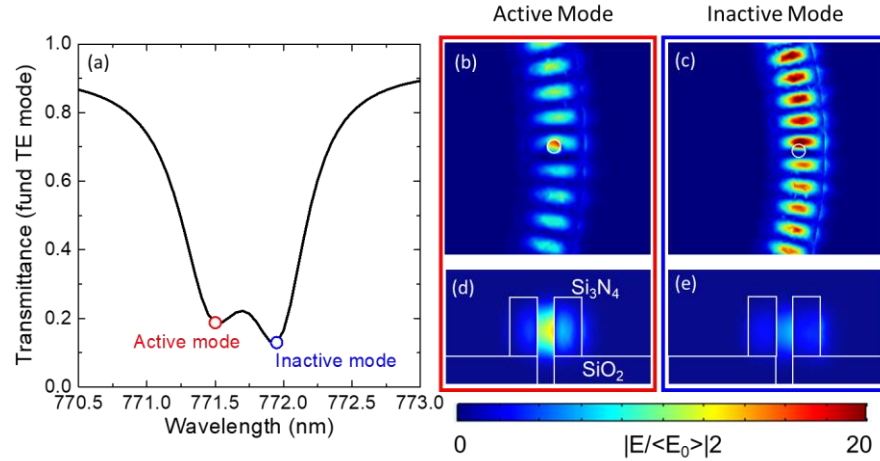 Active Mode
Inactive Mode
(a)
(b)
(c)
(d)
(e)
Transmittance (fund TE mode)
1.0
0.8
0.6
0.4
0.2
0.0
Active mode
Inactive mode
770.5
771.0
771.5
772.0
772.5
773.0
Wavelength (nm)
Si3N4
SiO2
0
|E/<E0>|2
20